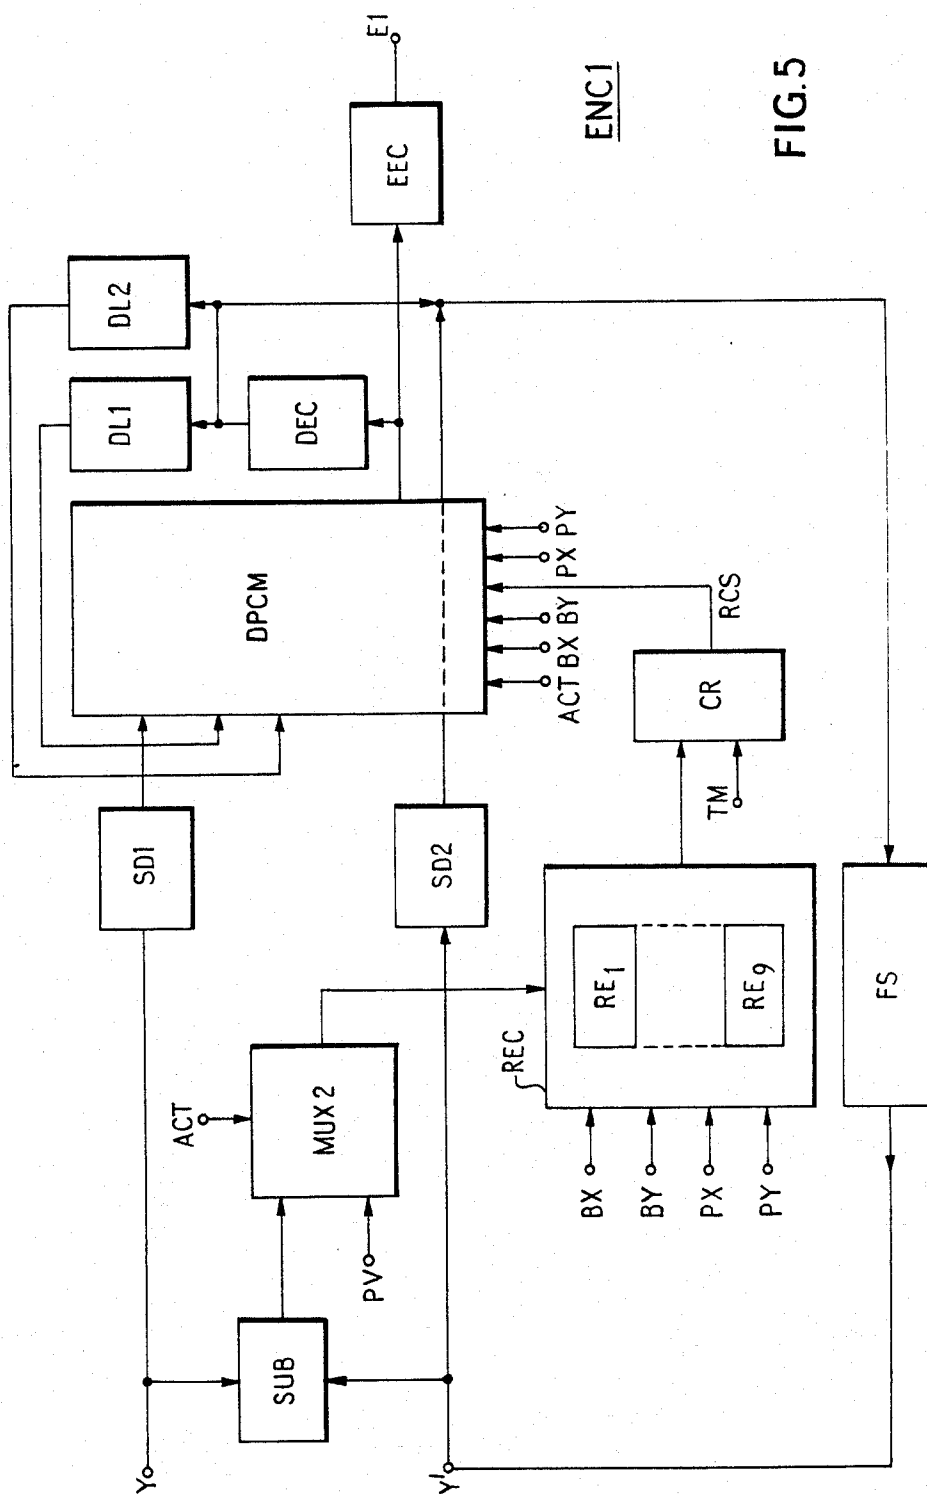 Y
Y'
SUB
PV
ACT
MUX2
SD1
SD2
DPCM
DL1
DL2
DEC
EEC
E1
ACT
BX
BY
PX
PY
RCS
CR
TM
REC
RE1
RE9
BX
BY
PX
PY
FS
ENC1
FIG.5